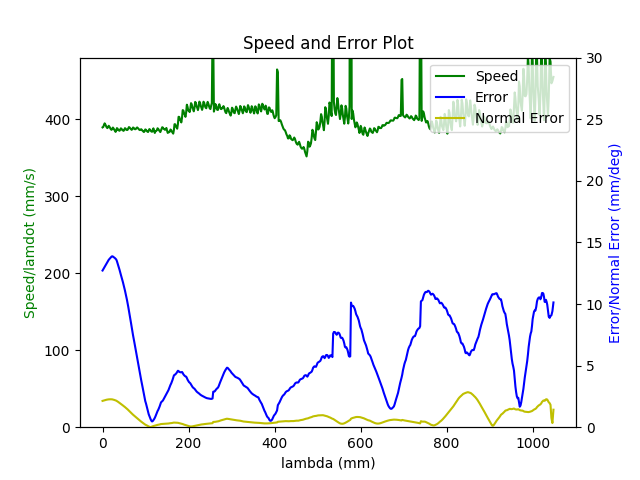 Speed and Error Plot
Speed
Error
Normal Error
Speed/lamdot (mm/s)
400
300
200
100
0
30
25
20
15
10
5
0
Error/Normal Error (mm/deg)
0
200
400
600
800
1000
lambda (mm)